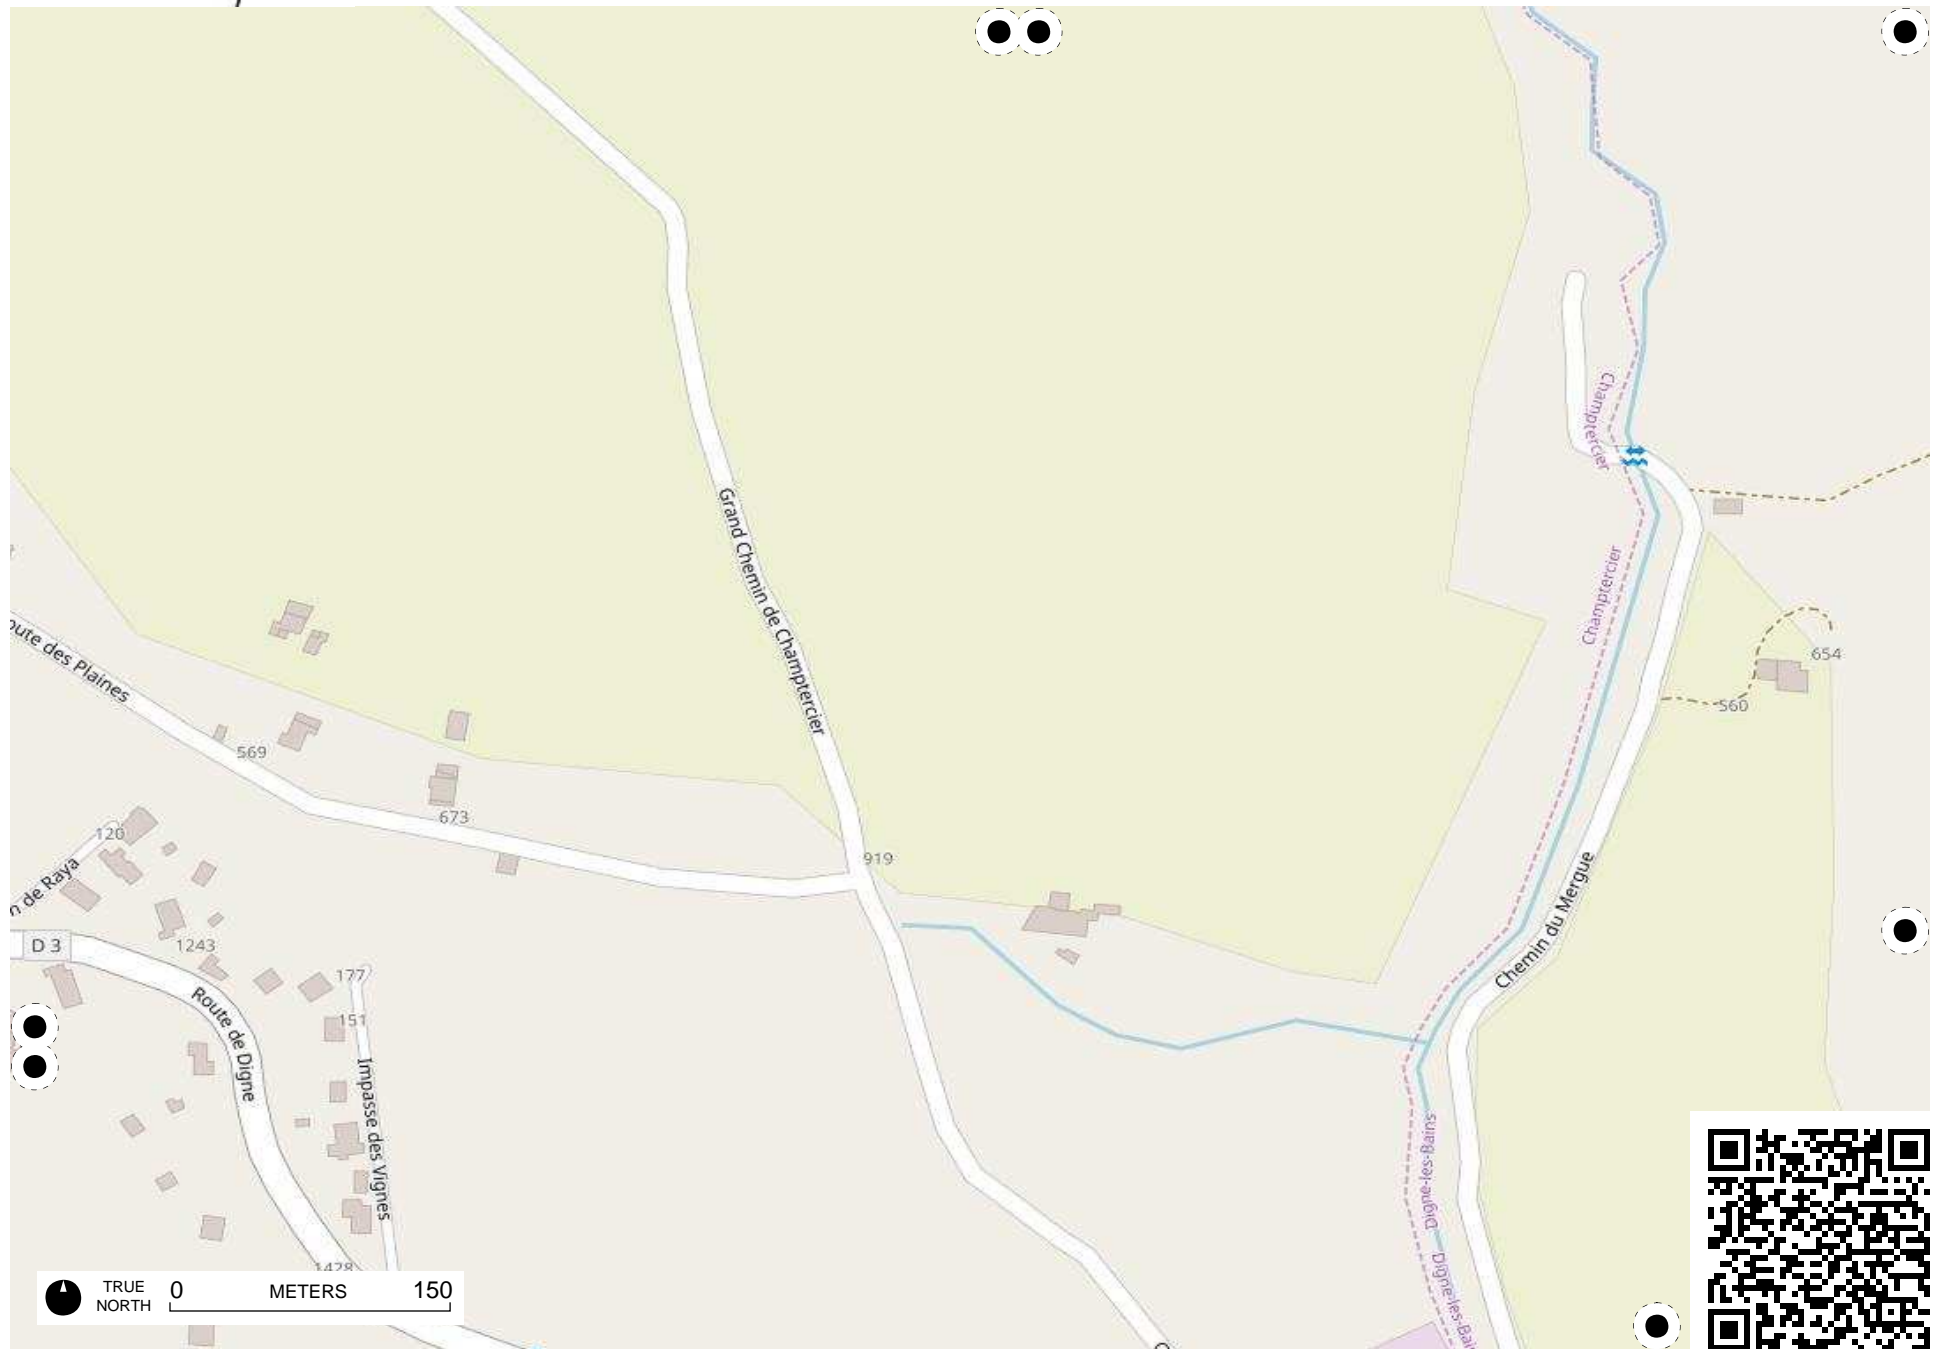 Champtercier
Grand Chemin de Champtercier
Champtercier
oute des Plaines
654
560
569
673
120
919
n de Raya
Chemin du Mergue
D 3
1243
177
Route de Digne
151
Impasse des Vignes
Digne-les-Bains
Digne-les-Bai
1428
TRUE NORTH
0 METERS 150